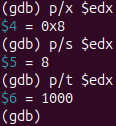 (gdb) p/x $edx
$4 = 0x8
(gdb) p/s $edx
$5 = 8
(gdb) p/t $edx
$6 = 1000
(gdb)